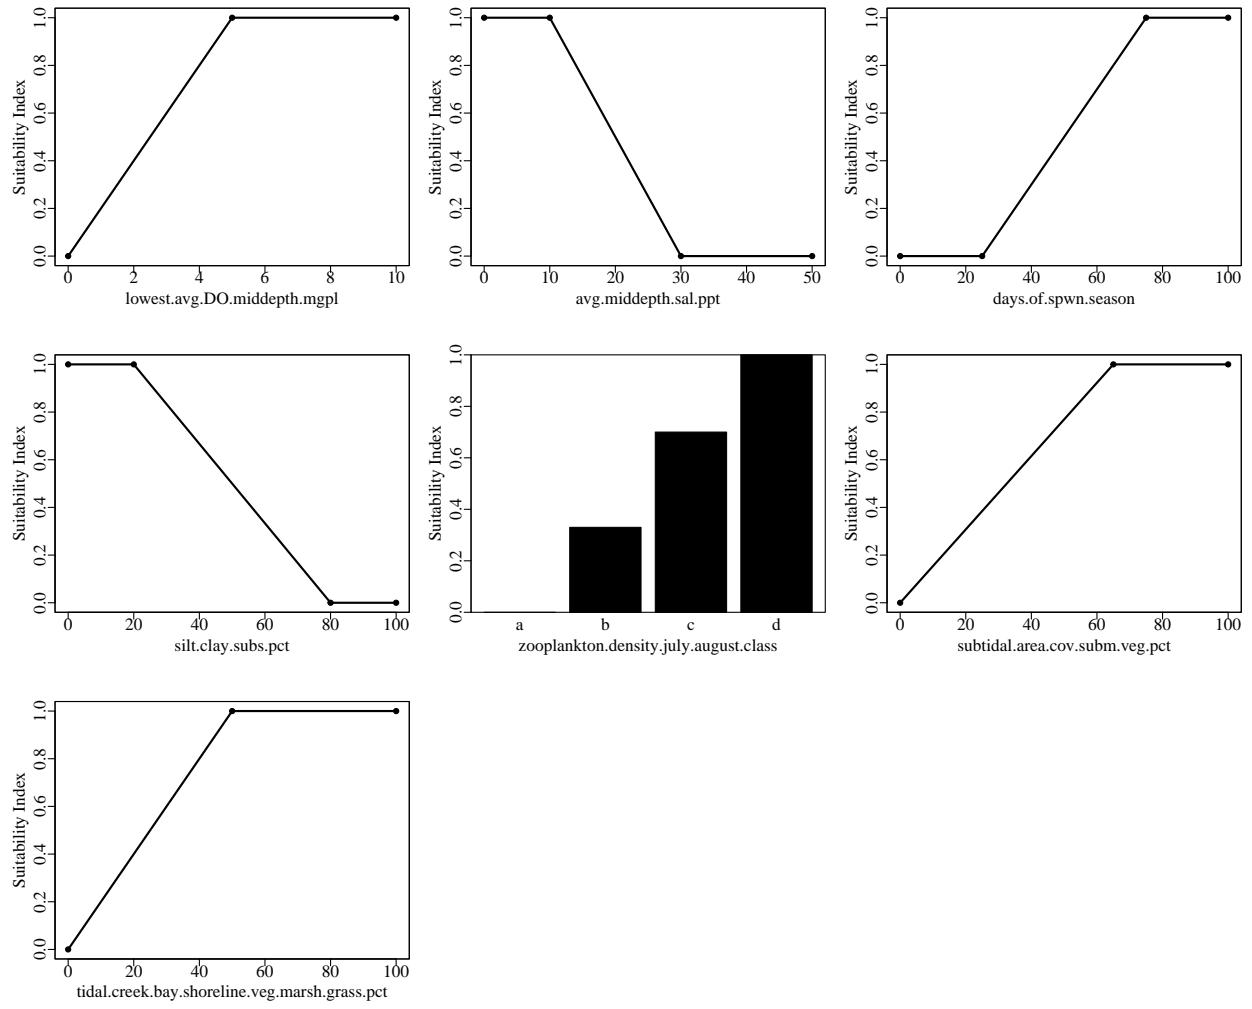 Suitability Index
0.0 0.2 0.4 0.6 0.8 1.0
0 2 4 6 8 10
lowest.avg.DO.middepth.mgpl
Suitability Index
0.0 0.2 0.4 0.6 0.8 1.0
0 10 20 30 40 50
avg.middepth.sal.ppt
Suitability Index
0.0 0.2 0.4 0.6 0.8 1.0
0 20 40 60 80 100
days.of.spwn.season
Suitability Index
0.0 0.2 0.4 0.6 0.8 1.0
0 20 40 60 80 100
silt.clay.subs.pct
Suitability Index
0.0 0.2 0.4 0.6 0.8 1.0
a b c d
zooplankton.density.july.august.class
Suitability Index
0.0 0.2 0.4 0.6 0.8 1.0
0 20 40 60 80 100
subtidal.area.cov.subm.veg.pct
Suitability Index
0.0 0.2 0.4 0.6 0.8 1.0
0 20 40 60 80 100
tidal.creek.bay.shoreline.veg.marsh.grass.pct